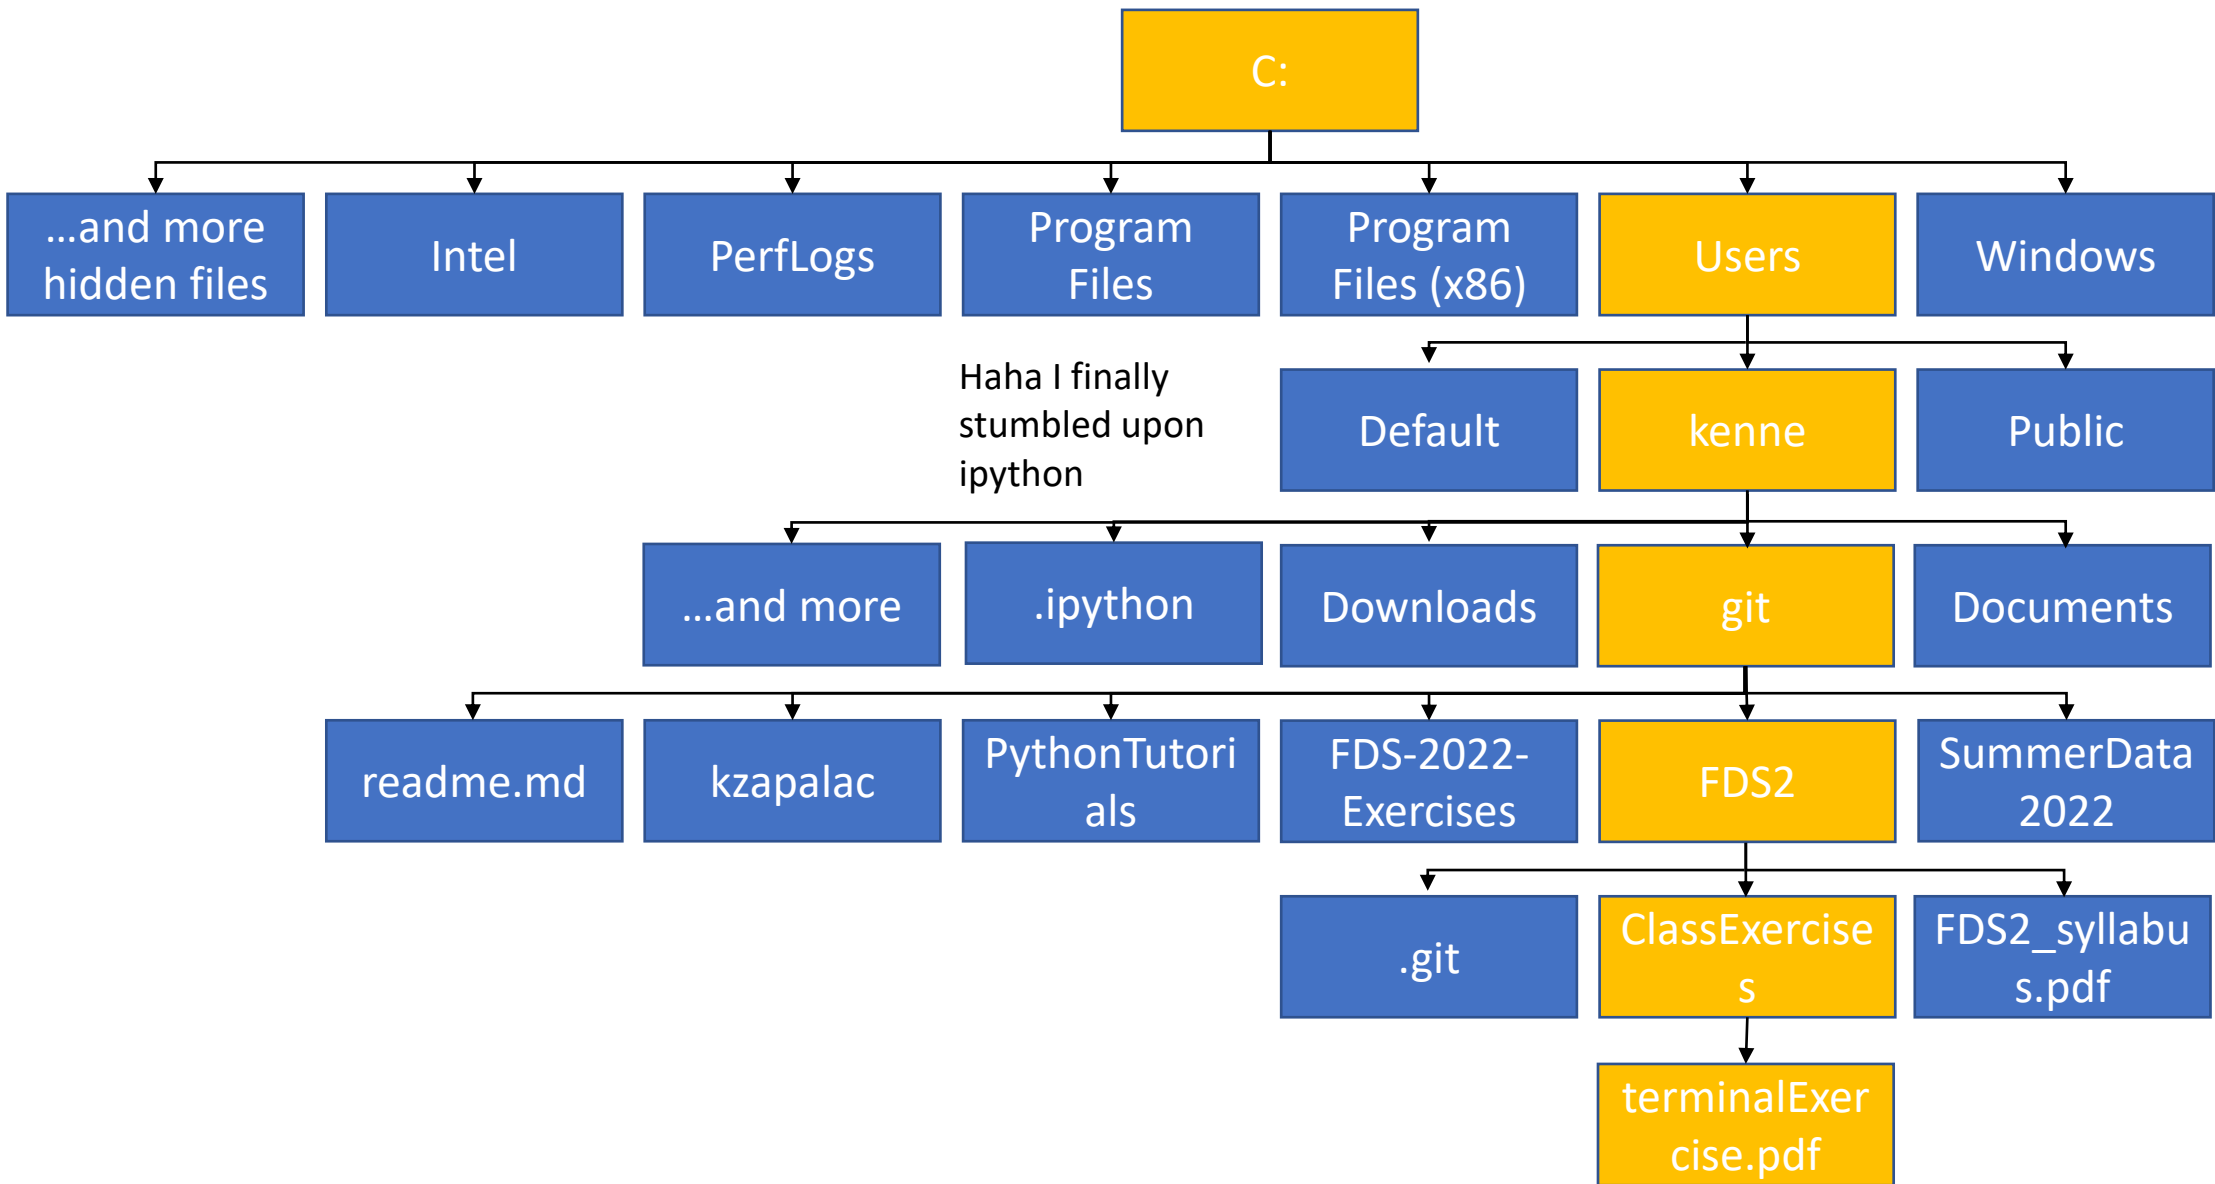 C:
...and more
hidden files
Intel
PerfLogs
Program
Files
Program
Files (x86)
Users
Windows
Haha I finally
stumbled upon
ipython
Default
kenne
Public
...and more
.ipython
Downloads
git
Documents
readme.md
kzapalac
PythonTutori
als
FDS-2022-
Exercises
FDS2
SummerData
2022
.git
ClassExercise
s
FDS2_syllabu
s.pdf
terminalExer
cise.pdf